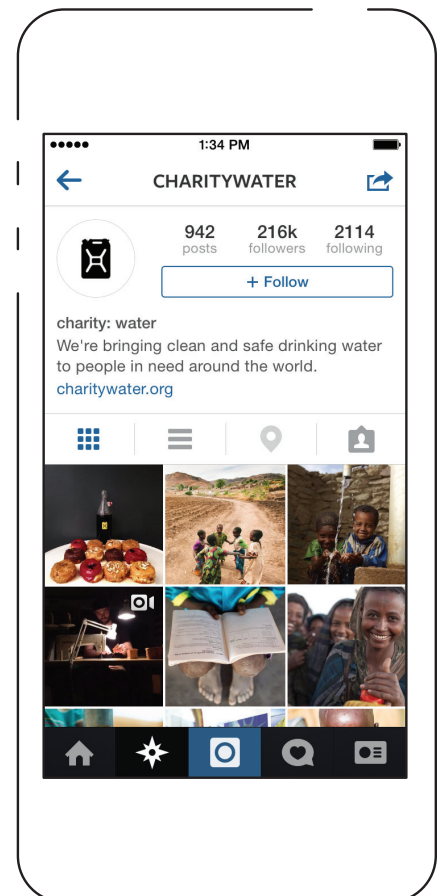 1:34 PM
CHARITYWATER
942 216k 2114
posts followers following
+ Follow
charity: water
We're bringing clean and safe drinking water
to people in need around the world.
charitywater.org